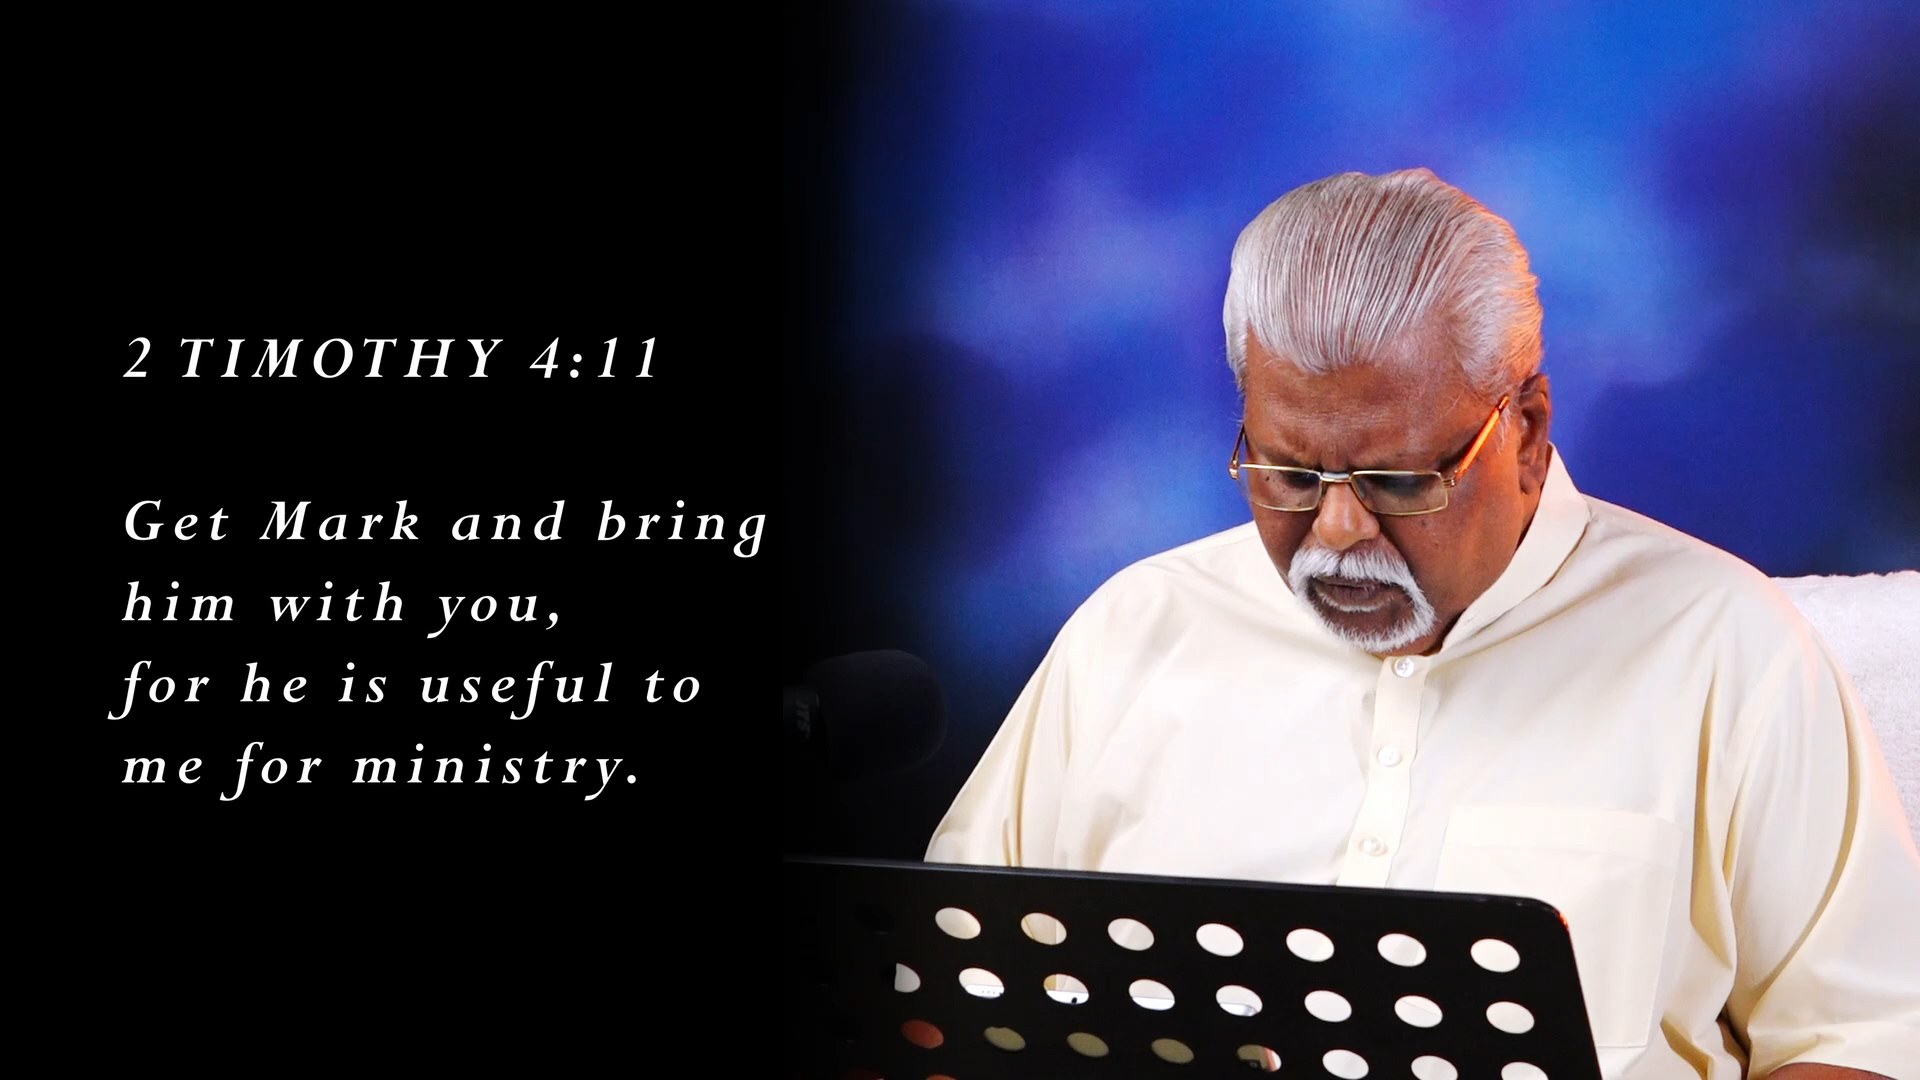 2 TIMOTHY 4:11
Get Mark and bring
him with you,
for he is useful to
me for ministry.
JTS